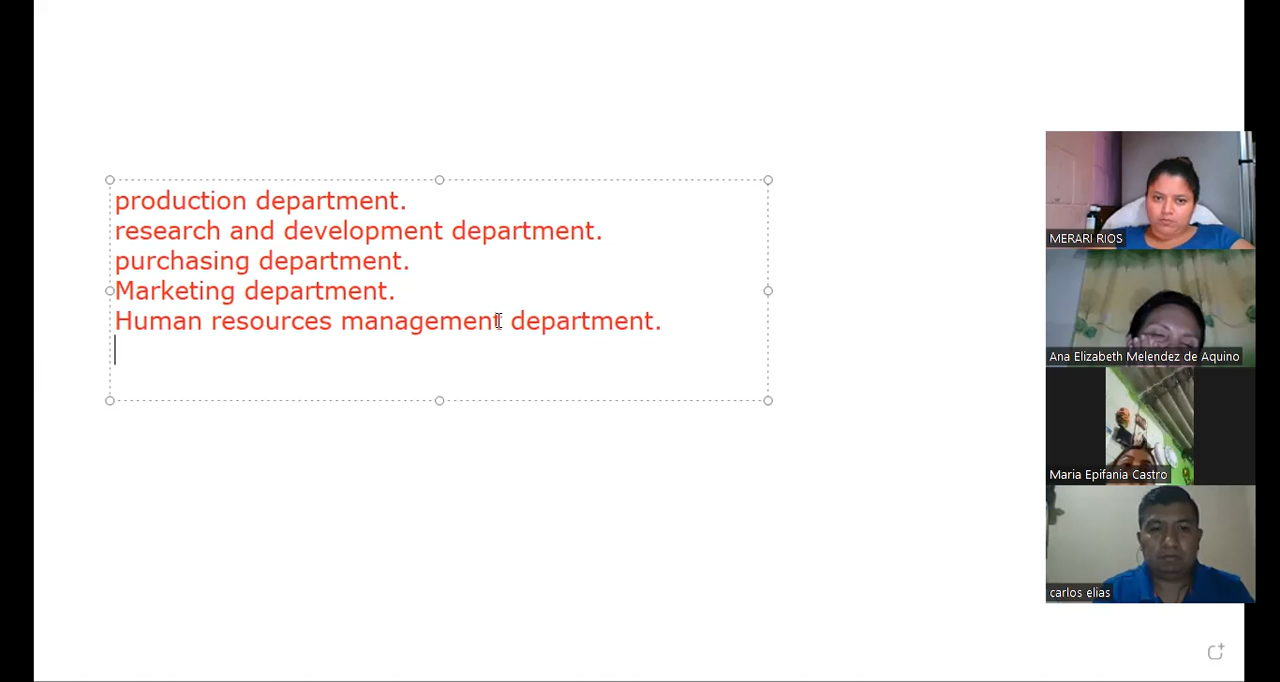 production department.
research and development department.
purchasing department.
Marketing department.
Human resources management department.
MERARI RIOS
Ana Elizabeth Melendez de Aquino
Maria Epifania Castro
carlos elias